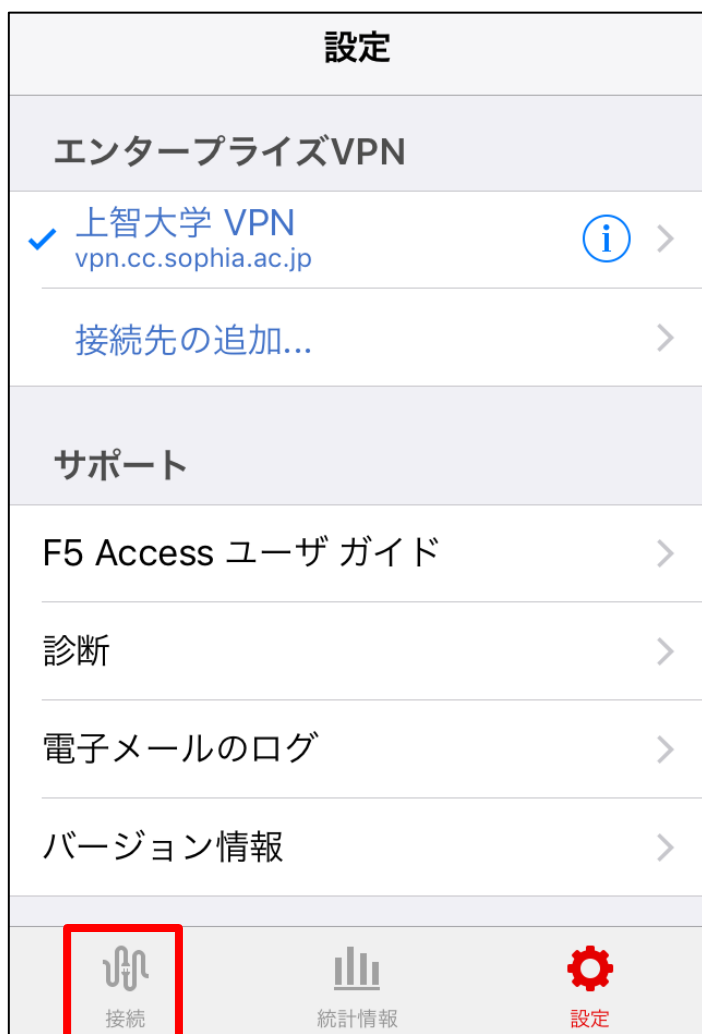 設定
エンタープライズVPN
上智大学 VPN
vpn.cc.sophia.ac.jp
接続先の追加...
サポート
F5 Access ユーザ ガイド
診断
電子メールのログ
バージョン情報
接続 統計情報 設定